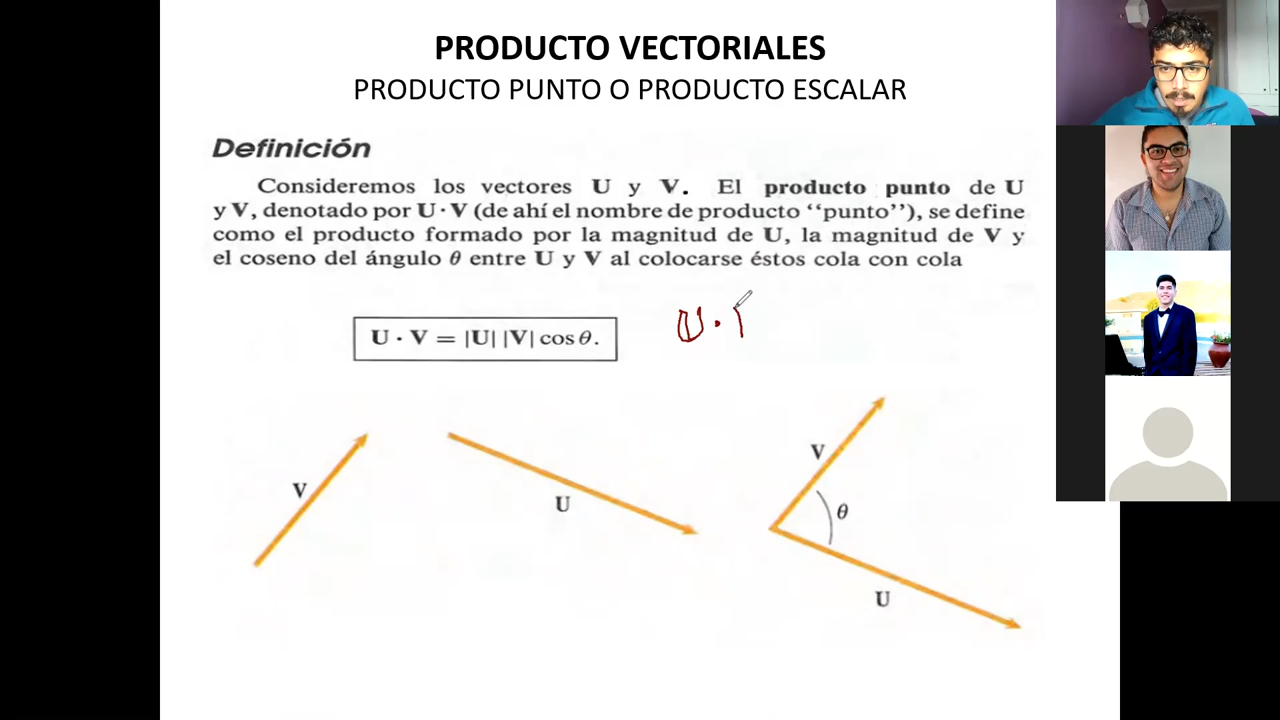 PRODUCTO VECTORIALES
PRODUCTO PUNTO O PRODUCTO ESCALAR
Definición
Consideremos los vectores U y V. El producto punto de U
y V, denotado por U · V (de ahí el nombre de producto ‘‘punto’’), se define
como el producto formado por la magnitud de U, la magnitud de V y
el coseno del ángulo θ entre U y V al colocarse éstos cola con cola
U · V = |U| |V| cos θ.
U ·
V
U
V
θ
U